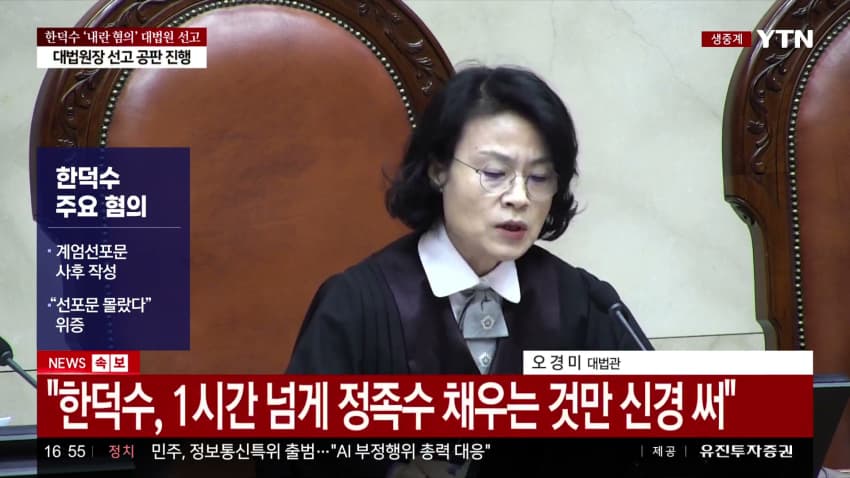 한덕수 '내란 혐의' 대법원 선고
대법원장 선고 공판 진행
생중계 YTN
한덕수
주요 혐의
· 계엄선포문
사후 작성
· “선포문 몰랐다”
위증
오경미 대법관
NEWS 속보
"한덕수, 1시간 넘게 정족수 채우는 것만 신경 써"
16 55 정치 민주, 정보통신특위 출범…"AI 부정행위 총력 대응" 제공 유진투자증권